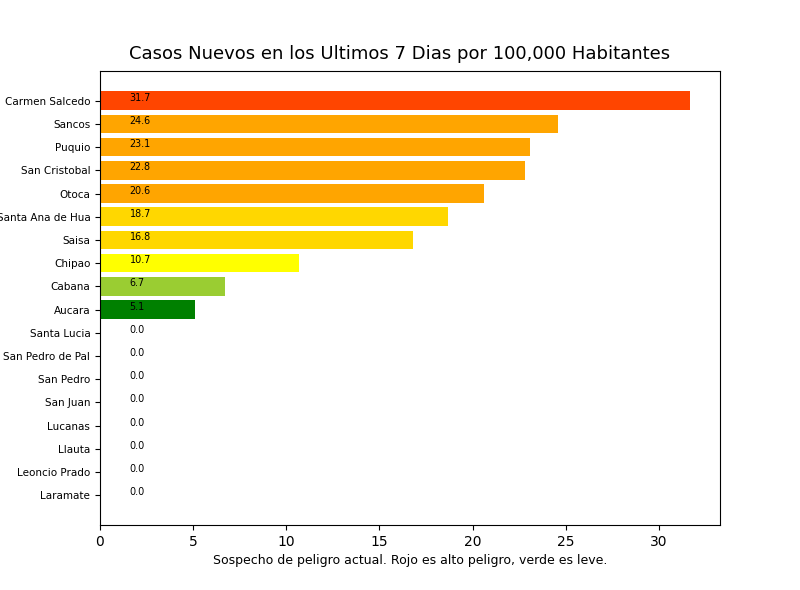 Casos Nuevos en los Ultimos 7 Dias por 100,000 Habitantes
Carmen Salcedo 31.7
Sancos 24.6
Puquio 23.1
San Cristobal 22.8
Otoca 20.6
Santa Ana de Hua 18.7
Saisa 16.8
Chipao 10.7
Cabana 6.7
Aucara 5.1
Santa Lucia 0.0
San Pedro de Pal 0.0
San Pedro 0.0
San Juan 0.0
Lucanas 0.0
Llauta 0.0
Leoncio Prado 0.0
Laramate 0.0
0 5 10 15 20 25 30
Sospecho de peligro actual. Rojo es alto peligro, verde es leve.